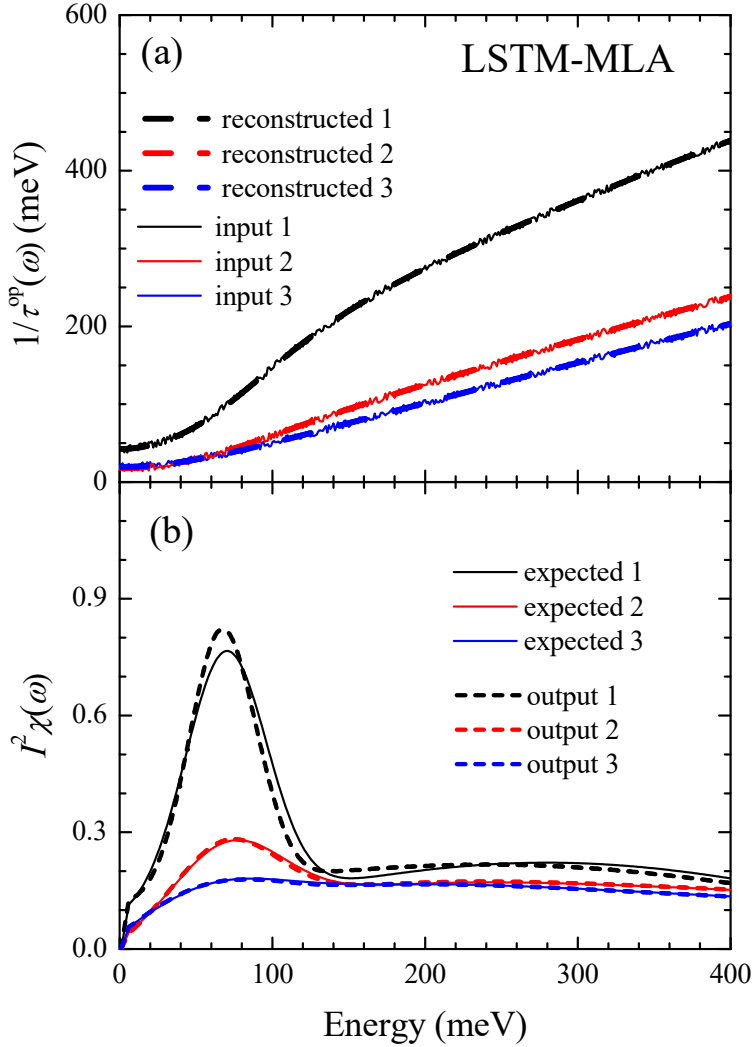 600
(a)
LSTM-MLA
reconstructed 1
reconstructed 2
reconstructed 3
input 1
input 2
input 3
400
200
0
1/τ^op(ω) (meV)
(b)
expected 1
expected 2
expected 3
output 1
output 2
output 3
0.9
0.6
0.3
0.0
I²χ(ω)
0 100 200 300 400
Energy (meV)